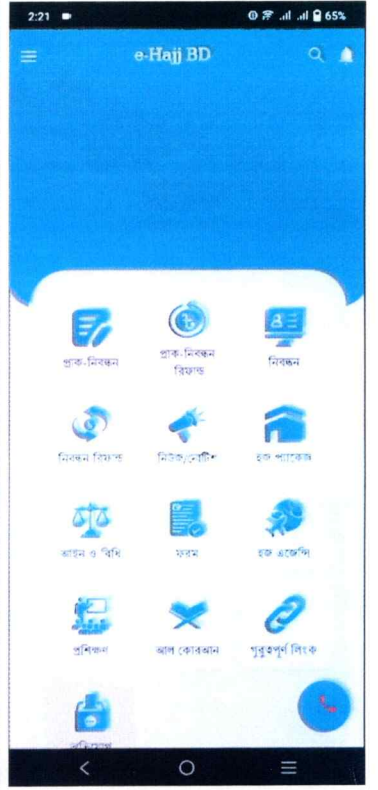 2:21 65%
e-Hajj BD
প্রাক-নিবন্ধন
প্রাক-নিবন্ধন
রিফান্ড
নিবন্ধন
নিবন্ধন রিফান্ড
নিউজ/নোটিশ
হজ প্যাকেজ
আইন ও বিধি
ফরম
হজ এজেন্সি
প্রশিক্ষন
আল কোরআন
গুরুত্বপূর্ণ লিংক